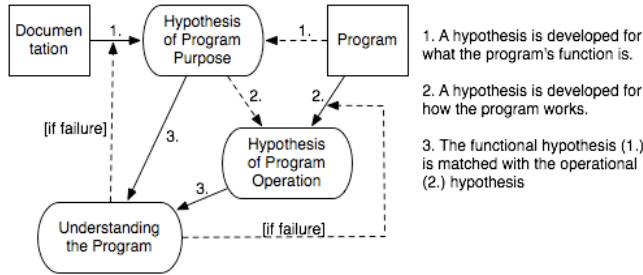 Documen
tation
1.
Hypothesis
of Program
Purpose
1.
Program
2.
2.
[if failure]
3.
Hypothesis
of Program
Operation
3.
Understanding
the Program
[if failure]
1. A hypothesis is developed for
what the program's function is.
2. A hypothesis is developed for
how the program works.
3. The functional hypothesis (1.)
is matched with the operational
(2.) hypothesis